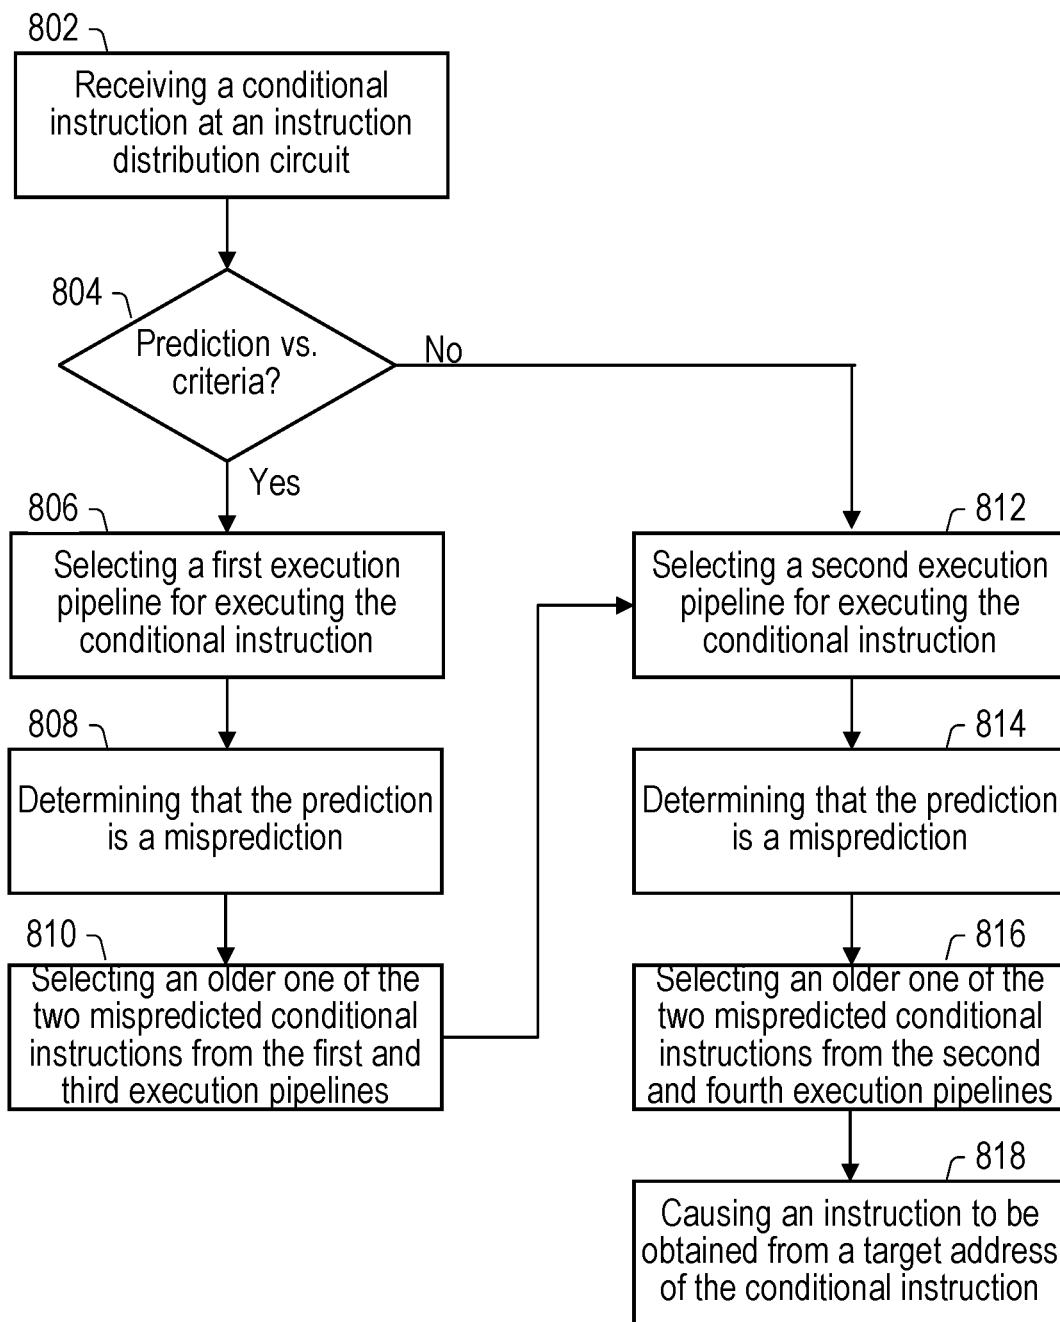 802
Receiving a conditional
instruction at an instruction
distribution circuit
804
Prediction vs.
criteria?
No
Yes
806
Selecting a first execution
pipeline for executing the
conditional instruction
808
Determining that the prediction
is a misprediction
810
Selecting an older one of the
two mispredicted conditional
instructions from the first and
third execution pipelines
812
Selecting a second execution
pipeline for executing the
conditional instruction
814
Determining that the prediction
is a misprediction
816
Selecting an older one of the
two mispredicted conditional
instructions from the second
and fourth execution pipelines
818
Causing an instruction to be
obtained from a target address
of the conditional instruction